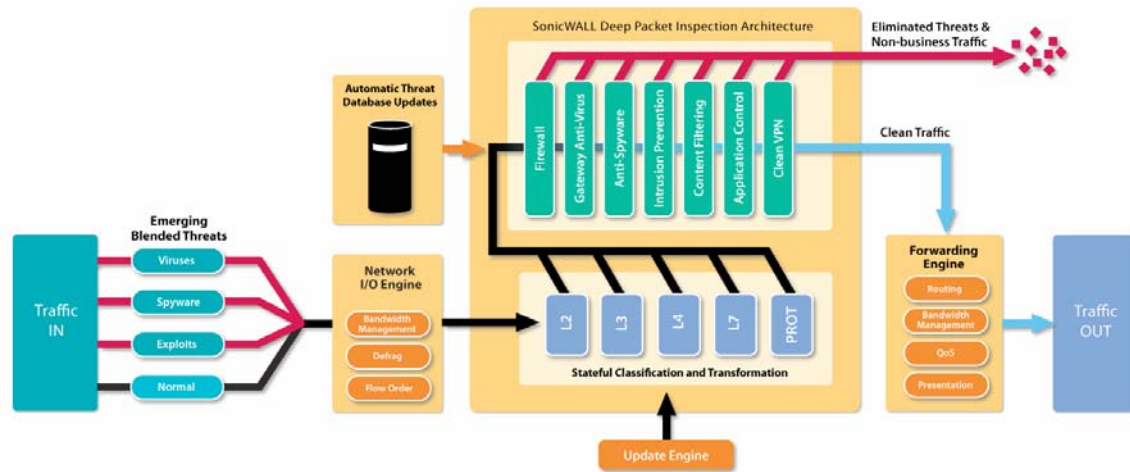 SonicWALL Deep Packet Inspection Architecture
Eliminated Threats &
Non-business Traffic
Automatic Threat
Database Updates
Firewall
Gateway Anti-Virus
Anti-Spyware
Intrusion Prevention
Content Filtering
Application Control
Clean VPN
Clean Traffic
Emerging
Blended Threats
Traffic
IN
Viruses
Spyware
Exploits
Normal
Network
I/O Engine
Bandwidth
Management
Defrag
Flow Order
L2
L3
L4
L7
PROT
Stateful Classification and Transformation
Update Engine
Forwarding
Engine
Routing
Bandwidth
Management
QoS
Presentation
Traffic
OUT